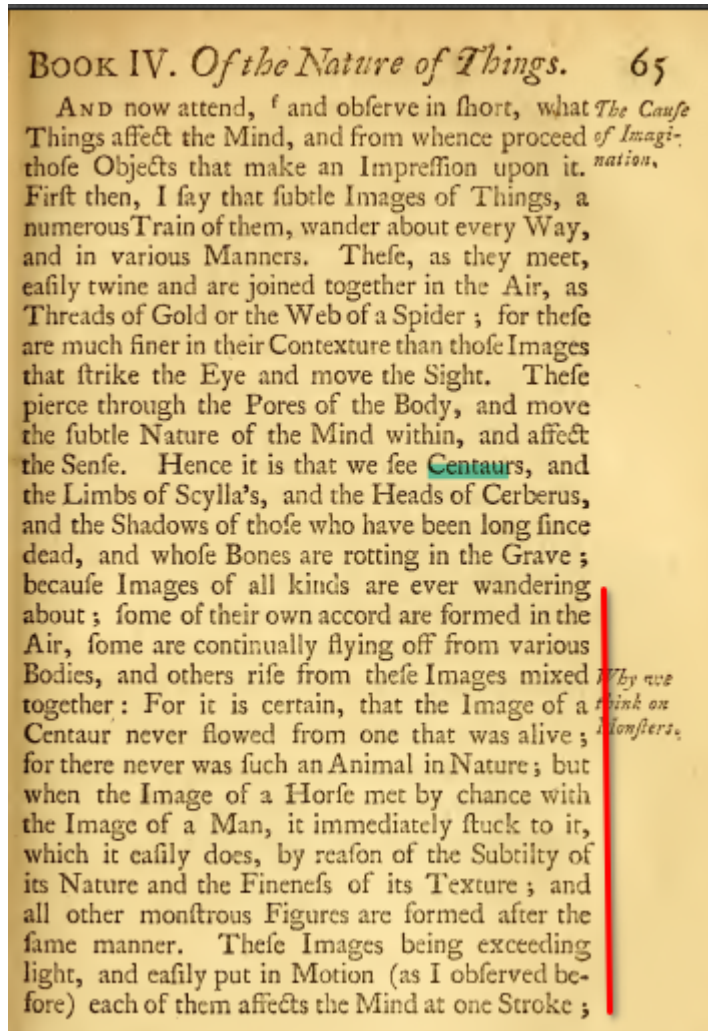 BOOK IV. Of the Nature of Things. 65
AND now attend, ᶠ and obſerve in ſhort, what The Cauſe
Things affect the Mind, and from whence proceed of Imagi-
thoſe Objects that make an Impreſſion upon it. nation.
Firſt then, I ſay that ſubtle Images of Things, a
numerous Train of them, wander about every Way,
and in various Manners. Theſe, as they meet,
eaſily twine and are joined together in the Air, as
Threads of Gold or the Web of a Spider ; for theſe
are much finer in their Contexture than thoſe Images
that ſtrike the Eye and move the Sight. Theſe
pierce through the Pores of the Body, and move
the ſubtle Nature of the Mind within, and affect
the Senſe. Hence it is that we ſee Centaurs, and
the Limbs of Scylla's, and the Heads of Cerberus,
and the Shadows of thoſe who have been long ſince
dead, and whoſe Bones are rotting in the Grave ;
becauſe Images of all kinds are ever wandering
about ; ſome of their own accord are formed in the
Air, ſome are continually flying off from various
Bodies, and others riſe from theſe Images mixed Why we
together : For it is certain, that the Image of a think on
Centaur never flowed from one that was alive ; Monſters.
for there never was ſuch an Animal in Nature ; but
when the Image of a Horſe met by chance with
the Image of a Man, it immediately ſtuck to it,
which it eaſily does, by reaſon of the Subtilty of
its Nature and the Fineneſs of its Texture ; and
all other monſtrous Figures are formed after the
ſame manner. Theſe Images being exceeding
light, and eaſily put in Motion (as I obſerved be-
fore) each of them affects the Mind at one Stroke ;